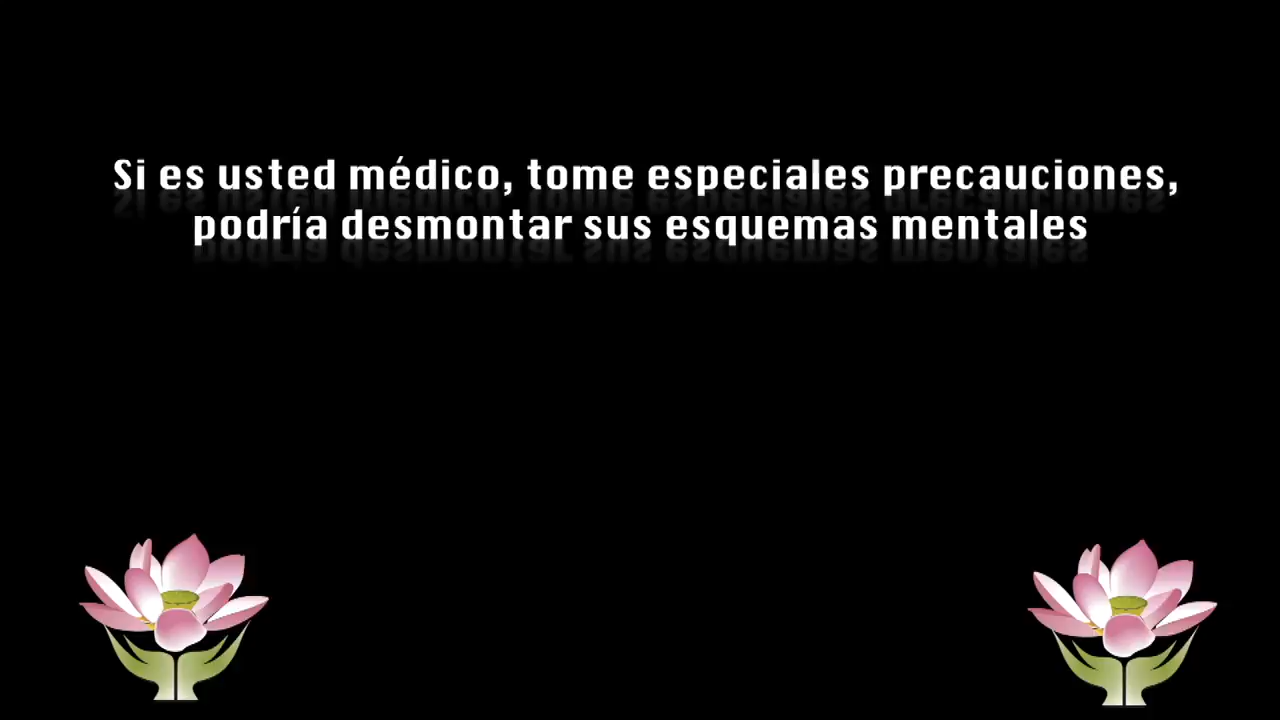 Si es usted médico, tome especiales precauciones,
podría desmontar sus esquemas mentales